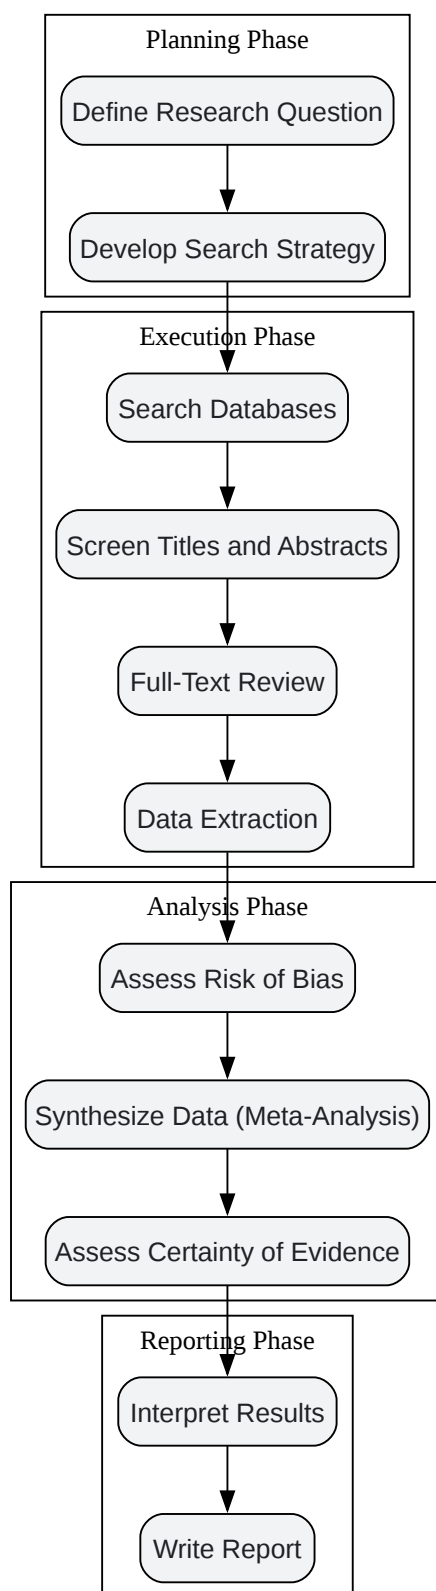 Planning Phase
Define Research Question
Develop Search Strategy
Execution Phase
Search Databases
Screen Titles and Abstracts
Full-Text Review
Data Extraction
Analysis Phase
Assess Risk of Bias
Synthesize Data (Meta-Analysis)
Assess Certainty of Evidence
Reporting Phase
Interpret Results
Write Report